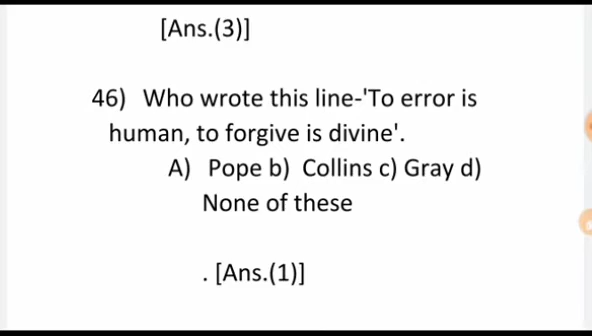 [Ans.(3)]
46) Who wrote this line-'To error is
human, to forgive is divine'.
A) Pope b) Collins c) Gray d)
None of these
. [Ans.(1)]